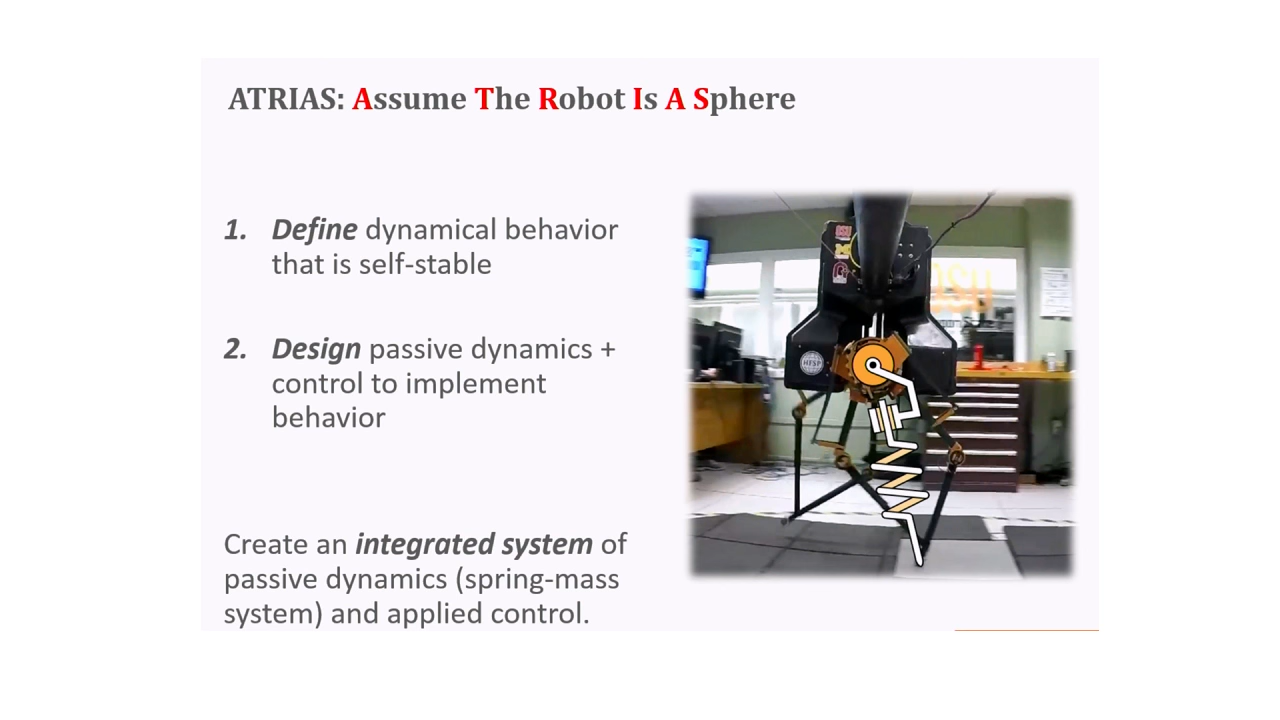 ATRIAS: Assume The Robot Is A Sphere
1. Define dynamical behavior
that is self-stable
2. Design passive dynamics +
control to implement
behavior
Create an integrated system of
passive dynamics (spring-mass
system) and applied control.
HFSP